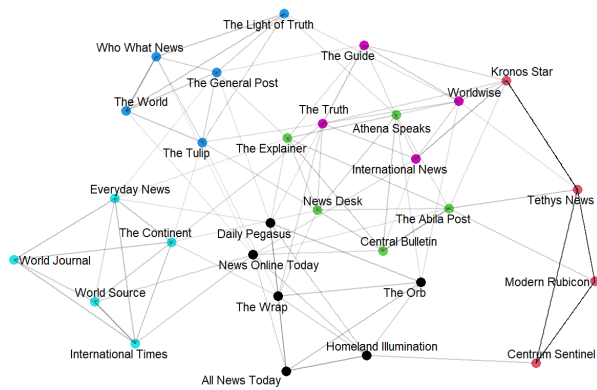 The Light of Truth
Who What News
The Guide
The General Post
Kronos Star
Worldwise
The World
The Truth
Athena Speaks
The Tulip
The Explainer
International News
Everyday News
News Desk
Tethys News
The Abila Post
The Continent
Daily Pegasus
Central Bulletin
World Journal
News Online Today
Modern Rubicon
World Source
The Orb
The Wrap
International Times
Homeland Illumination
Centrum Sentinel
All News Today